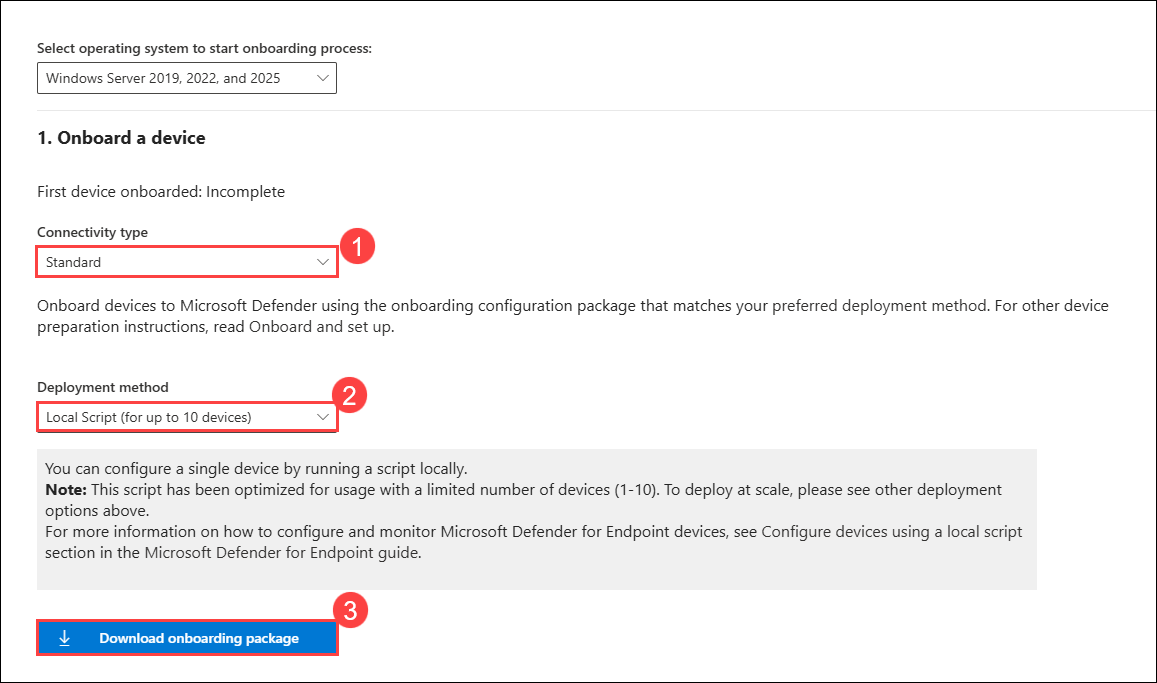 Select operating system to start onboarding process:
Windows Server 2019, 2022, and 2025
1. Onboard a device
First device onboarded: Incomplete
Connectivity type
1
Standard
Onboard devices to Microsoft Defender using the onboarding configuration package that matches your preferred deployment method. For other device
preparation instructions, read Onboard and set up.
Deployment method
2
Local Script (for up to 10 devices)
You can configure a single device by running a script locally.
Note: This script has been optimized for usage with a limited number of devices (1-10). To deploy at scale, please see other deployment
options above.
For more information on how to configure and monitor Microsoft Defender for Endpoint devices, see Configure devices using a local script
section in the Microsoft Defender for Endpoint guide.
3
Download onboarding package